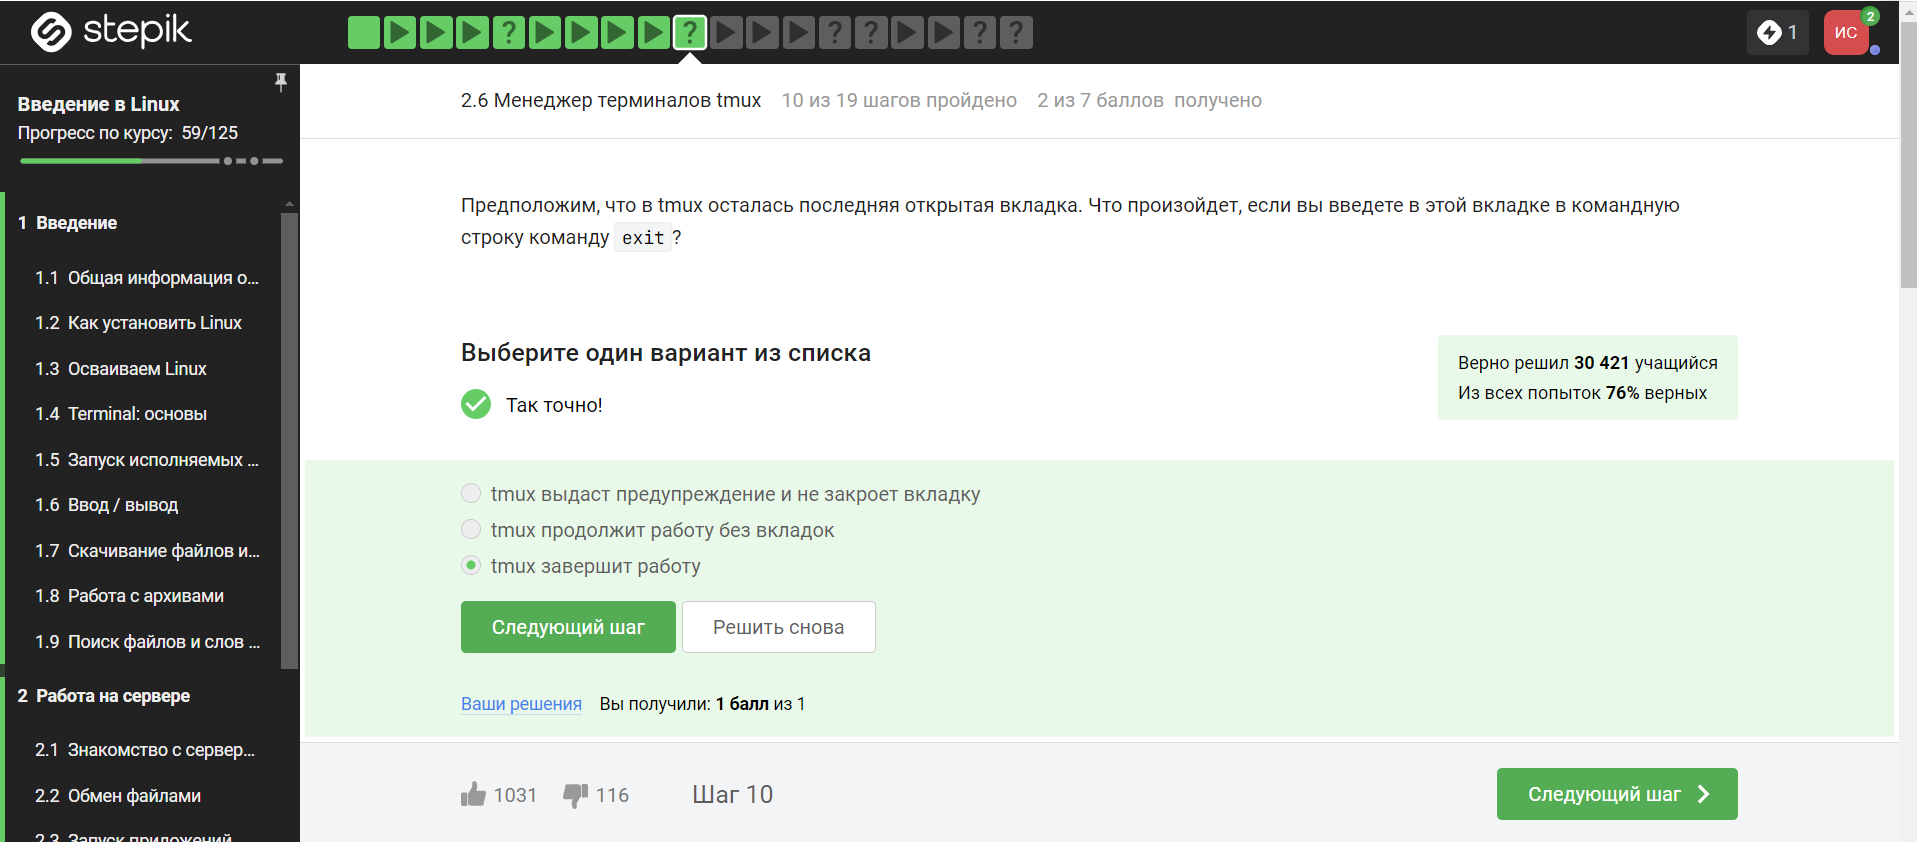 stepik
? ? ? ? ? ?
1
ИС
2
Введение в Linux
Прогресс по курсу: 59/125
1 Введение
1.1 Общая информация о...
1.2 Как установить Linux
1.3 Осваиваем Linux
1.4 Terminal: основы
1.5 Запуск исполняемых ...
1.6 Ввод / вывод
1.7 Скачивание файлов и...
1.8 Работа с архивами
1.9 Поиск файлов и слов ...
2 Работа на сервере
2.1 Знакомство с сервер...
2.2 Обмен файлами
2.3 Запуск приложений
2.6 Менеджер терминалов tmux 10 из 19 шагов пройдено 2 из 7 баллов получено
Предположим, что в tmux осталась последняя открытая вкладка. Что произойдет, если вы введете в этой вкладке в командную
строку команду exit ?
Выберите один вариант из списка
Так точно!
Верно решил 30 421 учащийся
Из всех попыток 76% верных
tmux выдаст предупреждение и не закроет вкладку
tmux продолжит работу без вкладок
tmux завершит работу
Следующий шаг Решить снова
Ваши решения Вы получили: 1 балл из 1
1031 116 Шаг 10 Следующий шаг